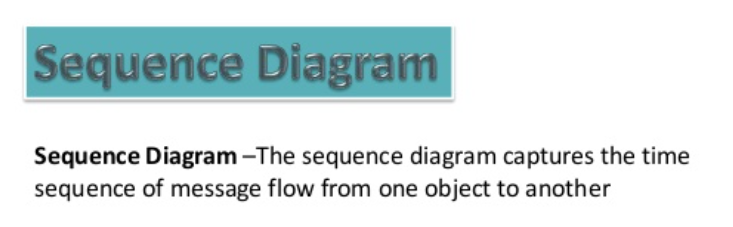 Sequence Diagram
Sequence Diagram –The sequence diagram captures the time
sequence of message flow from one object to another